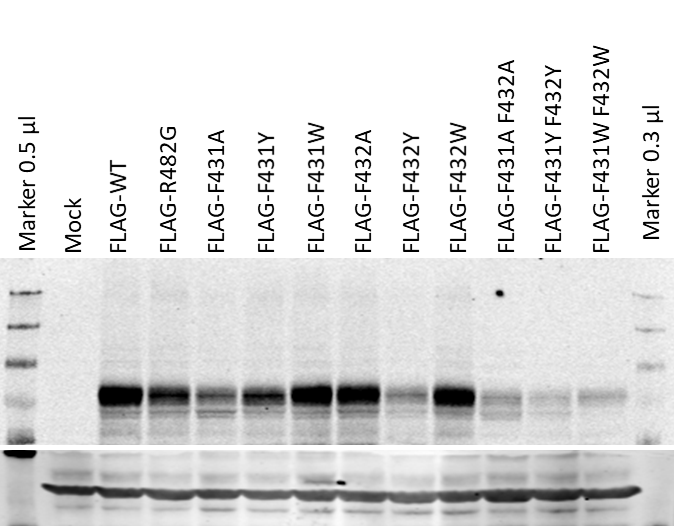 Marker 0.5 µl
Mock
FLAG-WT
FLAG-R482G
FLAG-F431A
FLAG-F431Y
FLAG-F431W
FLAG-F432A
FLAG-F432Y
FLAG-F432W
FLAG-F431A F432A
FLAG-F431Y F432Y
FLAG-F431W F432W
Marker 0.3 µl